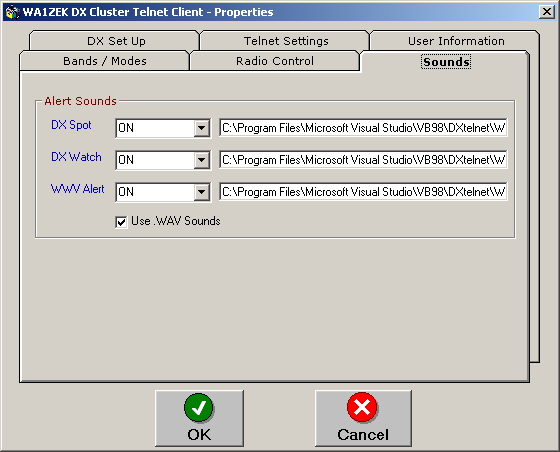 WA1ZEK DX Cluster Telnet Client - Properties
DX Set Up
Telnet Settings
User Information
Bands / Modes
Radio Control
Sounds
Alert Sounds
DX Spot
ON
C:\Program Files\Microsoft Visual Studio\VB98\DXtelnet\W
DX Watch
ON
C:\Program Files\Microsoft Visual Studio\VB98\DXtelnet\W
WWV Alert
ON
C:\Program Files\Microsoft Visual Studio\VB98\DXtelnet\W
Use .WAV Sounds
OK
Cancel